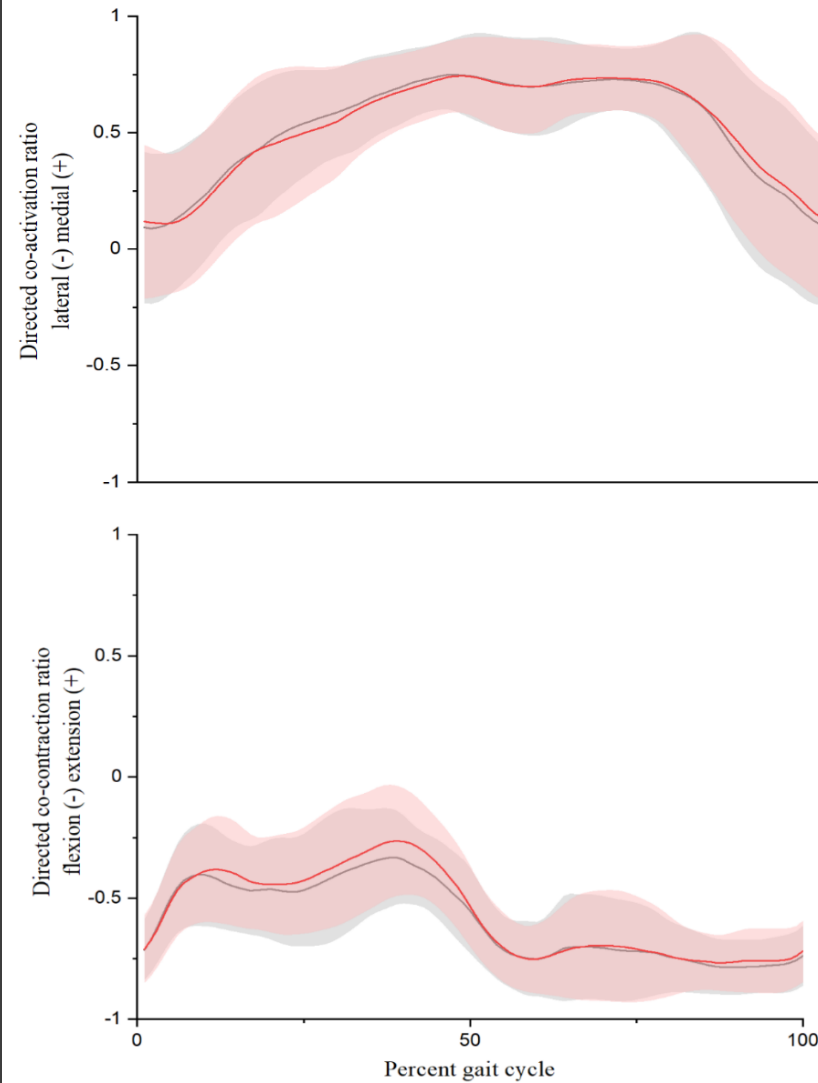 1
0.5
0
-0.5
-1
Directed co-activation ratio
lateral (-) medial (+)
1
0.5
0
-0.5
-1
Directed co-contraction ratio
flexion (-) extension (+)
0
50
100
Percent gait cycle